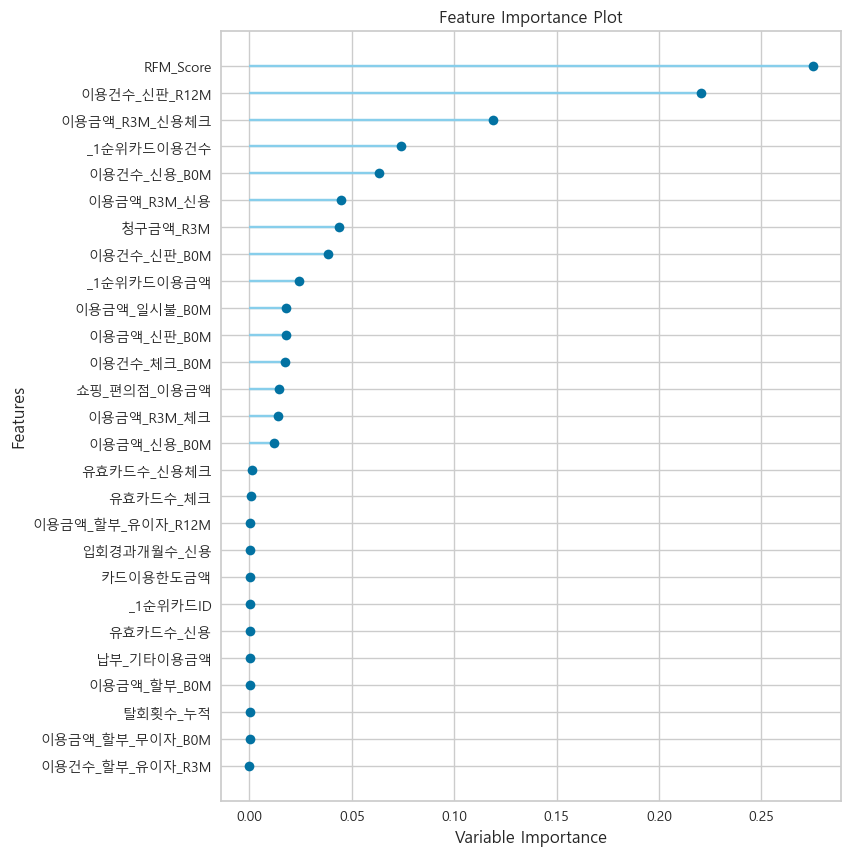 Feature Importance Plot
RFM_Score
이용건수_신판_R12M
이용금액_R3M_신용체크
_1순위카드이용건수
이용건수_신용_B0M
이용금액_R3M_신용
청구금액_R3M
이용건수_신판_B0M
_1순위카드이용금액
이용금액_일시불_B0M
이용금액_신판_B0M
이용건수_체크_B0M
쇼핑_편의점_이용금액
이용금액_R3M_체크
이용금액_신용_B0M
유효카드수_신용체크
유효카드수_체크
이용금액_할부_유이자_R12M
입회경과개월수_신용
카드이용한도금액
_1순위카드ID
유효카드수_신용
납부_기타이용금액
이용금액_할부_B0M
탈회횟수_누적
이용금액_할부_무이자_B0M
이용건수_할부_유이자_R3M
Features
0.00 0.05 0.10 0.15 0.20 0.25
Variable Importance